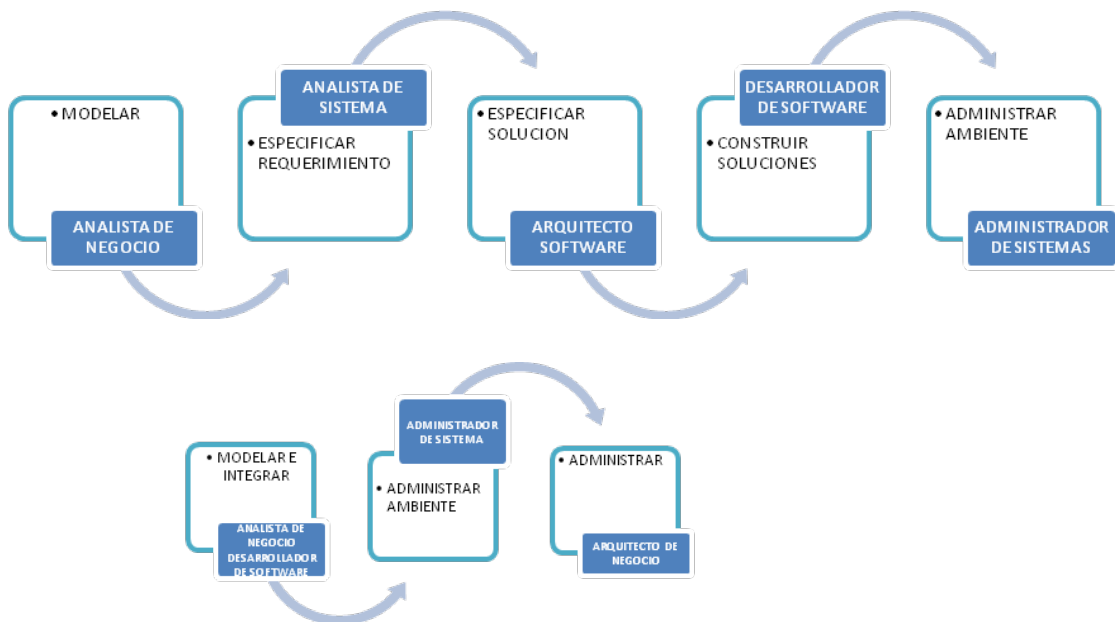 • MODELAR
ANALISTA DE
NEGOCIO
ANALISTA DE
SISTEMA
• ESPECIFICAR
REQUERIMIENTO
• ESPECIFICAR
SOLUCION
ARQUITECTO
SOFTWARE
DESARROLLADOR
DE SOFTWARE
• CONSTRUIR
SOLUCIONES
• ADMINISTRAR
AMBIENTE
ADMINISTRADOR
DE SISTEMAS
• MODELAR E
INTEGRAR
ANALISTA DE
NEGOCIO
DESARROLLADOR
DE SOFTWARE
ADMINISTRADOR
DE SISTEMA
• ADMINISTRAR
AMBIENTE
• ADMINISTRAR
ARQUITECTO DE
NEGOCIO